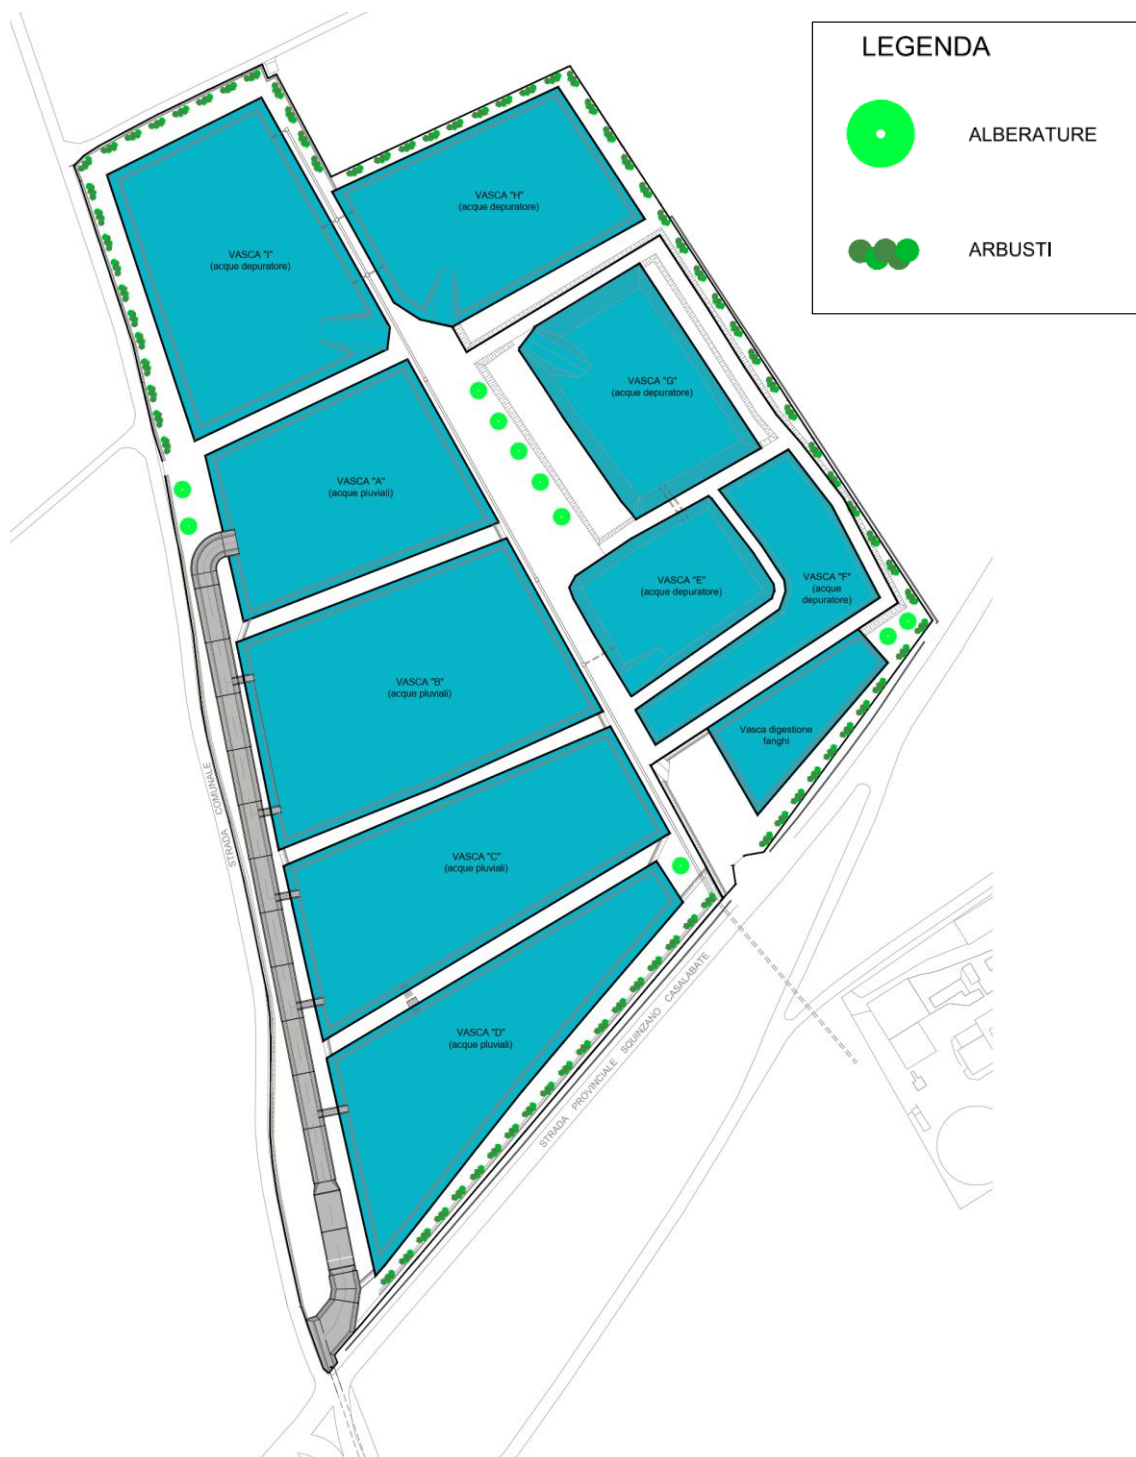 LEGENDA
ALBERATURE
ARBUSTI
VASCA "H"
(acque depuratore)
VASCA "I"
(acque depuratore)
VASCA "G"
(acque depuratore)
VASCA "A"
(acque pluviali)
VASCA "E"
(acque depuratore)
VASCA "F"
(acque
depuratore)
VASCA "B"
(acque pluviali)
Vasca digestione
fanghi
STRADA COMUNALE
VASCA "C"
(acque pluviali)
VASCA "D"
(acque pluviali)
STRADA PROVINCIALE SQUINZANO CASALABATE